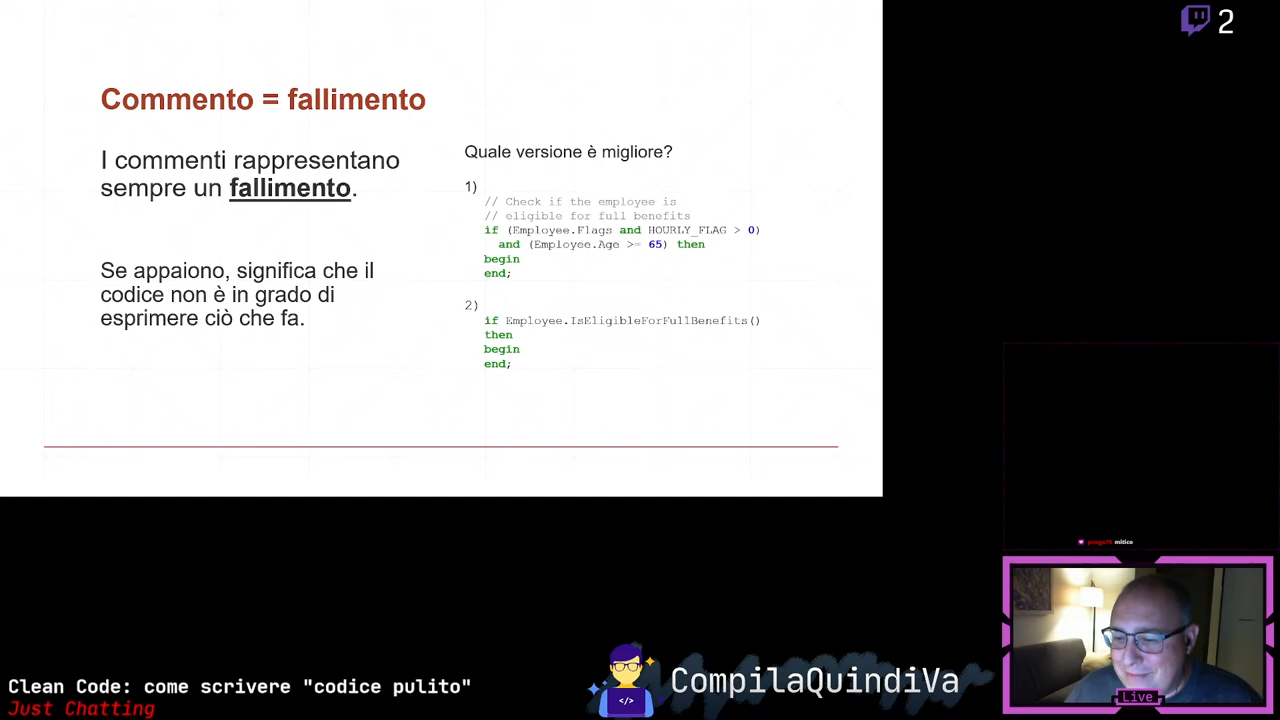 2
Commento = fallimento
I commenti rappresentano
sempre un fallimento.
Se appaiono, significa che il
codice non è in grado di
esprimere ciò che fa.
Quale versione è migliore?
1)
// Check if the employee is
// eligible for full benefits
if (Employee.Flags and HOURLY_FLAG > 0)
and (Employee.Age >= 65) then
begin
end;
2)
if Employee.IsEligibleForFullBenefits()
then
begin
end;
mitico
Live
</>
CompilaQuindiVa
Clean Code: come scrivere "codice pulito"
Just Chatting